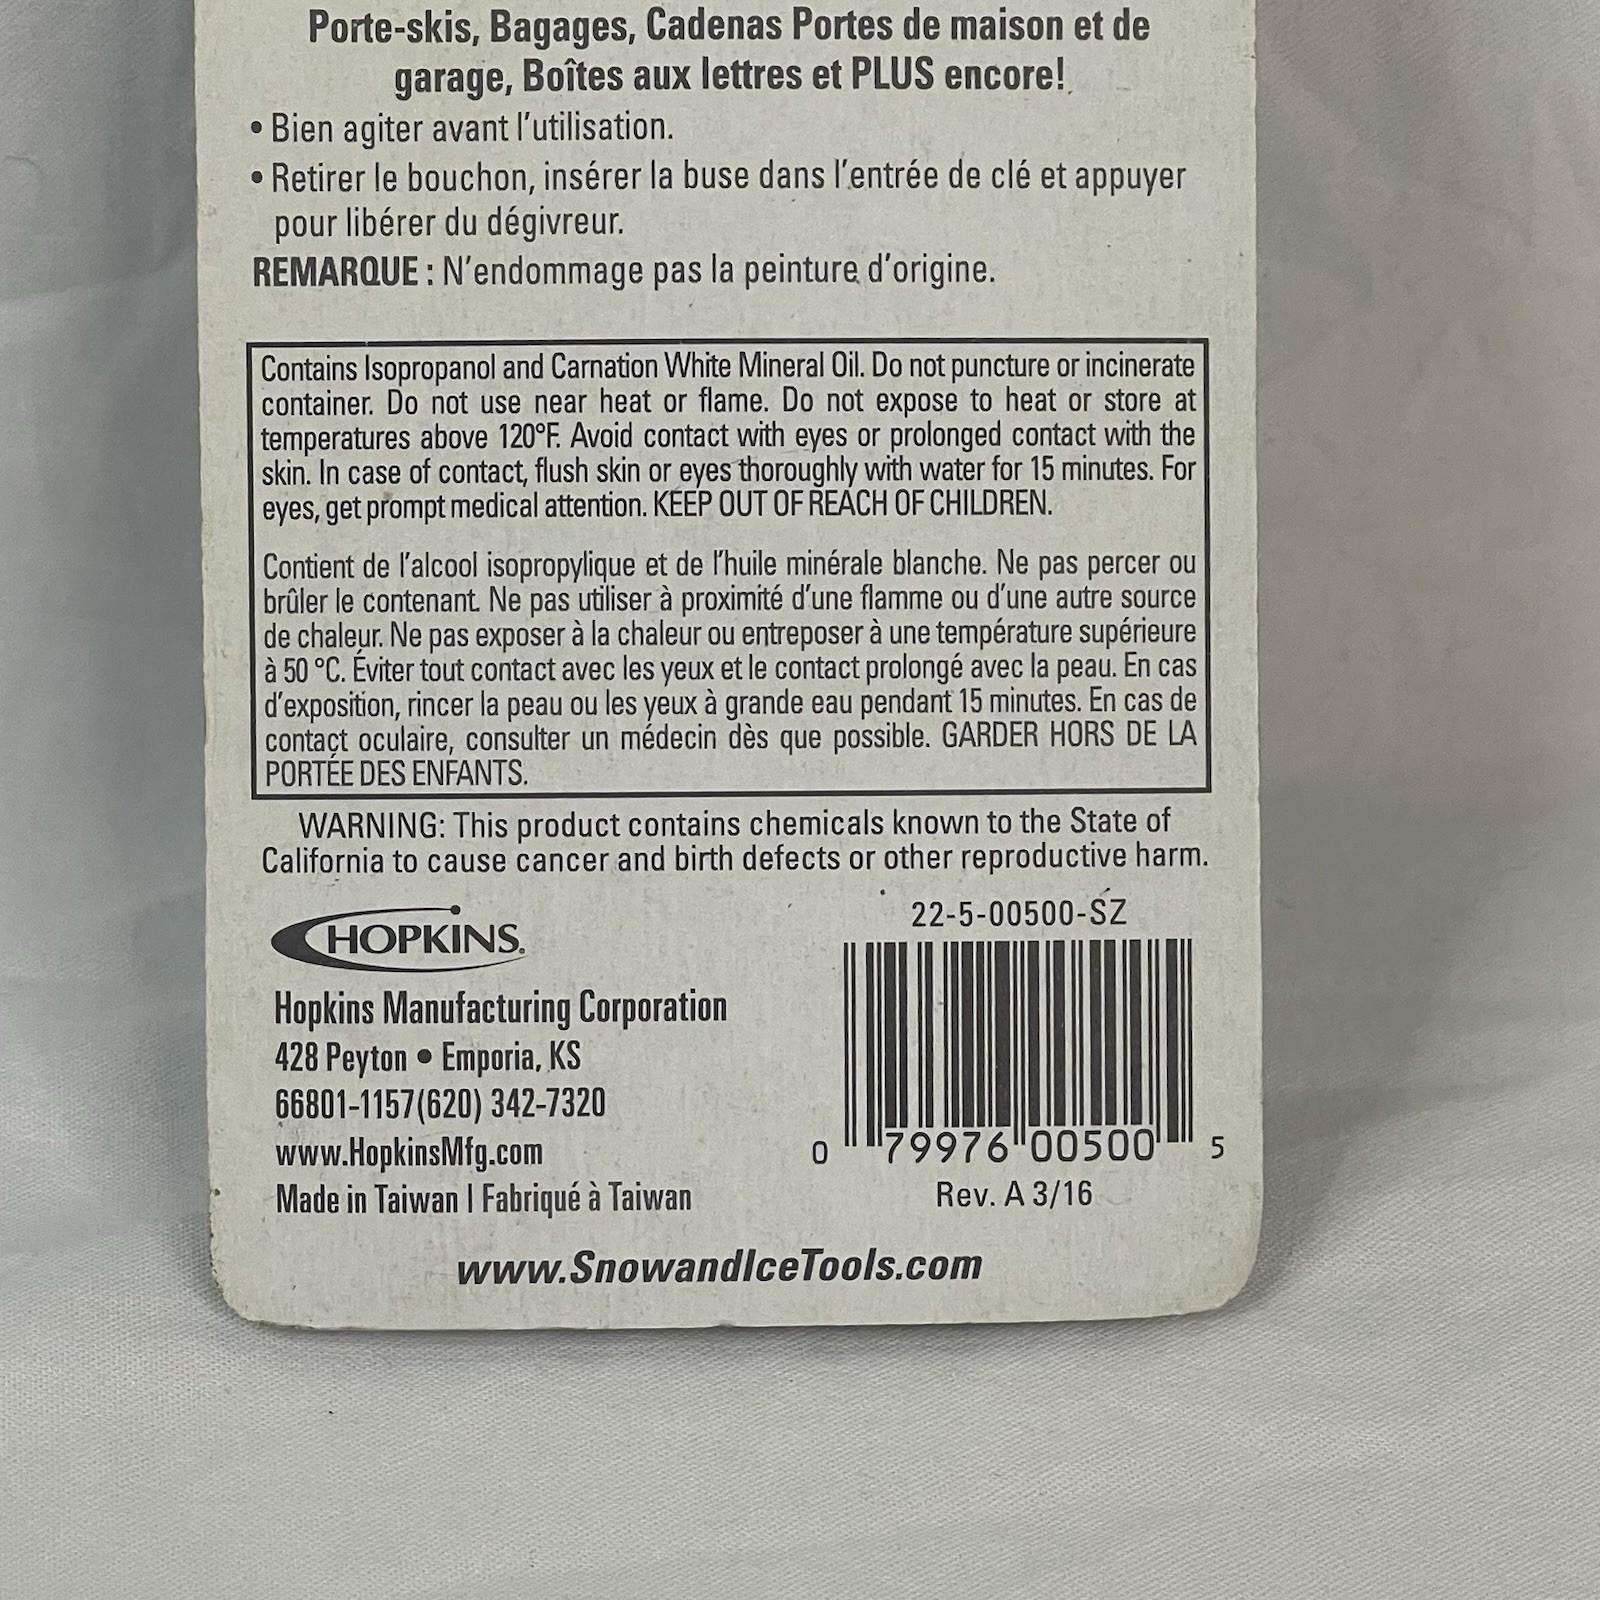 Porte-skis, Bagages, Cadenas Portes de maison et de
garage, Boîtes aux lettres et PLUS encore!
• Bien agiter avant l'utilisation.
• Retirer le bouchon, insérer la buse dans l'entrée de clé et appuyer
pour libérer du dégivreur.
REMARQUE : N'endommage pas la peinture d'origine.
Contains Isopropanol and Carnation White Mineral Oil. Do not puncture or incinerate
container. Do not use near heat or flame. Do not expose to heat or store at
temperatures above 120°F. Avoid contact with eyes or prolonged contact with the
skin. In case of contact, flush skin or eyes thoroughly with water for 15 minutes. For
eyes, get prompt medical attention. KEEP OUT OF REACH OF CHILDREN.
Contient de l'alcool isopropylique et de l'huile minérale blanche. Ne pas percer ou
brûler le contenant. Ne pas utiliser à proximité d'une flamme ou d'une autre source
de chaleur. Ne pas exposer à la chaleur ou entreposer à une température supérieure
à 50 °C. Éviter tout contact avec les yeux et le contact prolongé avec la peau. En cas
d'exposition, rincer la peau ou les yeux à grande eau pendant 15 minutes. En cas de
contact oculaire, consulter un médecin dès que possible. GARDER HORS DE LA
PORTÉE DES ENFANTS.
WARNING: This product contains chemicals known to the State of
California to cause cancer and birth defects or other reproductive harm.
HOPKINS.
Hopkins Manufacturing Corporation
428 Peyton • Emporia, KS
66801-1157(620) 342-7320
www.HopkinsMfg.com
Made in Taiwan | Fabriqué à Taiwan
22-5-00500-SZ
0 79976 00500 5
Rev. A 3/16
www.SnowandIceTools.com